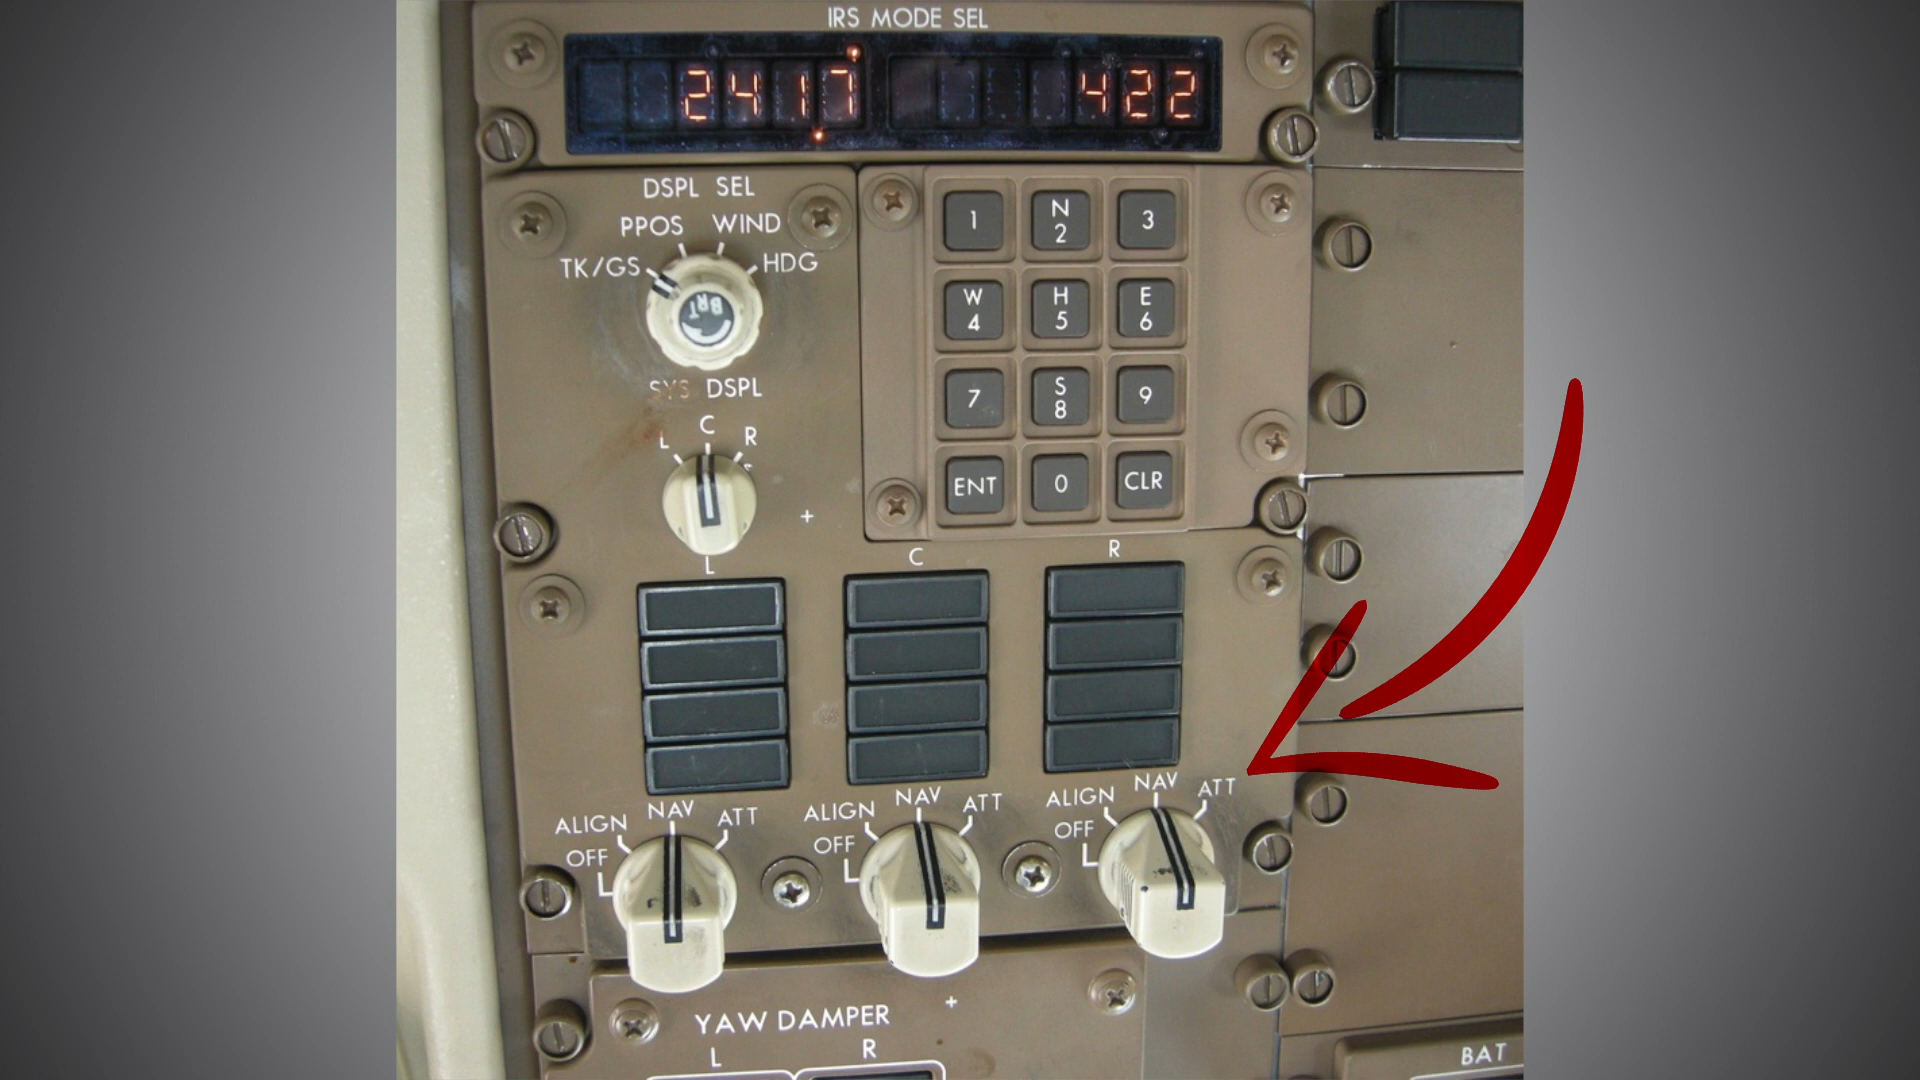 IRS MODE SEL
241.7° 422
DSPL SEL
PPOS WIND
TK/GS HDG
BRT
SYS DSPL
L C R
1 N 2 3
W 4 H 5 E 6
7 S 8 9
ENT 0 CLR
L C R
OFF ALIGN NAV ATT
OFF ALIGN NAV ATT
OFF ALIGN NAV ATT
YAW DAMPER
L R
BAT